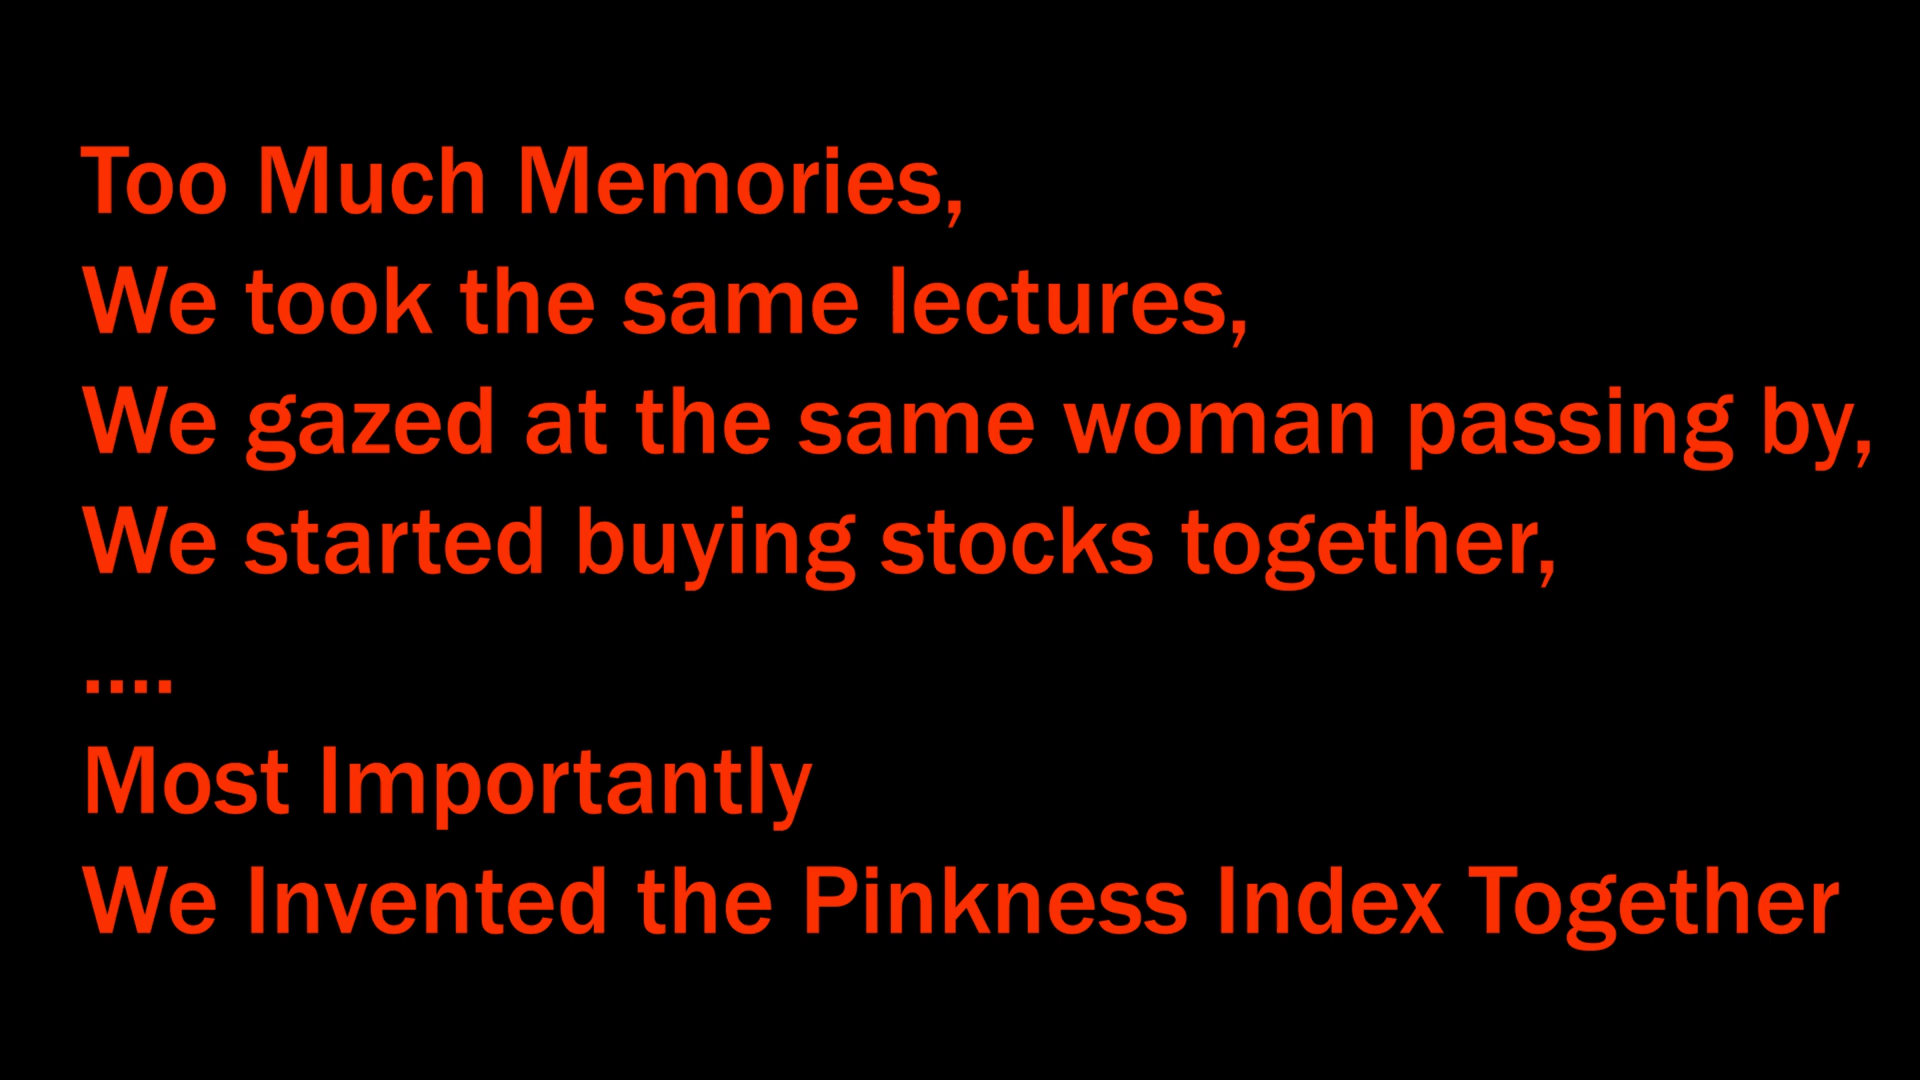 Too Much Memories,
We took the same lectures,
We gazed at the same woman passing by,
We started buying stocks together,
....
Most Importantly
We Invented the Pinkness Index Together